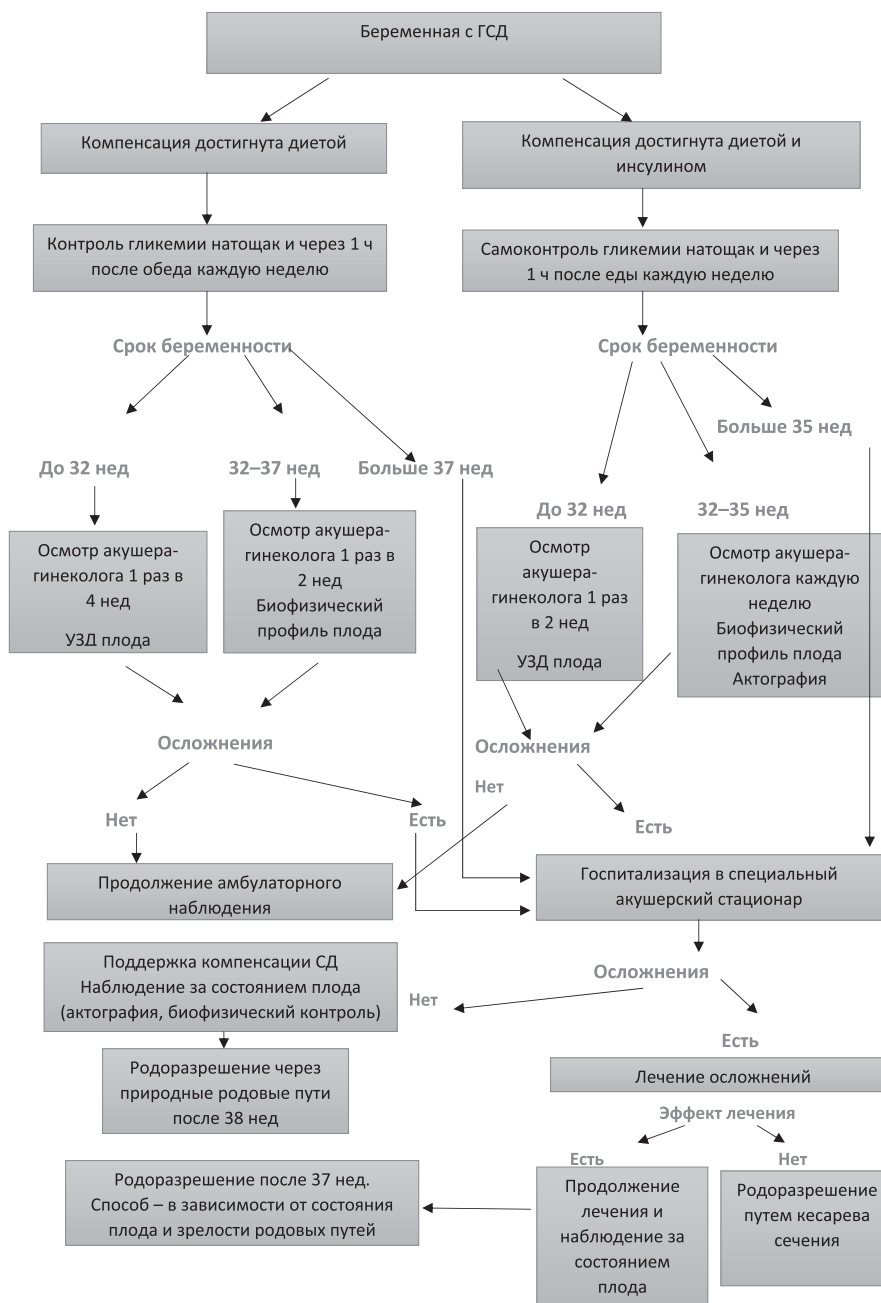 Беременная с ГСД
Компенсация достигнута диетой
Компенсация достигнута диетой и
инсулином
Контроль гликемии натощак и через 1 ч
после обеда каждую неделю
Самоконтроль гликемии натощак и через
1 ч после еды каждую неделю
Срок беременности
Срок беременности
Больше 35 нед
До 32 нед
32–37 нед
Больше 37 нед
До 32 нед
32–35 нед
Осмотр акушера-
гинеколога 1 раз в
4 нед
УЗД плода
Осмотр акушера-
гинеколога 1 раз в
2 нед
Биофизический
профиль плода
Осмотр
акушера-
гинеколога 1 раз
в 2 нед
УЗД плода
Осмотр акушера-
гинеколога каждую
неделю
Биофизический
профиль плода
Актография
Осложнения
Осложнения
Нет
Есть
Нет
Есть
Продолжение амбулаторного
наблюдения
Госпитализация в специальный
акушерский стационар
Поддержка компенсации СД
Наблюдение за состоянием плода
(актография, биофизический контроль)
Нет
Осложнения
Есть
Родоразрешение через
природные родовые пути
после 38 нед
Лечение осложнений
Эффект лечения
Есть
Нет
Родоразрешение после 37 нед.
Способ – в зависимости от состояния
плода и зрелости родовых путей
Продолжение
лечения и
наблюдение за
состоянием
плода
Родоразрешение
путем кесарева
сечения